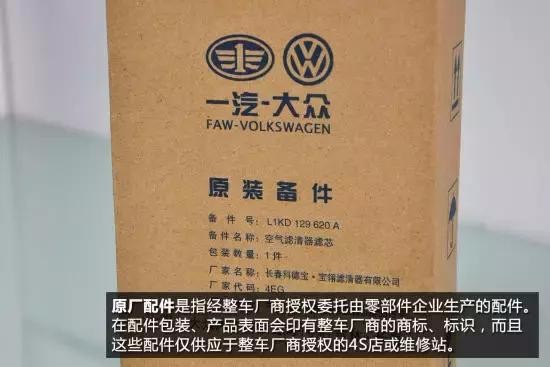 一汽-大众
FAW-VOLKSWAGEN
原装备件
备 件 号: L1KD 129 620 A
备件名称: 空气滤清器滤芯
包装数量: 1 件
厂家名称: 长春科德宝·宝翎滤清器有限公司
厂家代码: 4EG
原厂配件是指经整车厂商授权委托由零部件企业生产的配件。
在配件包装、产品表面会印有整车厂商的商标、标识,而且
这些配件仅供应于整车厂商授权的4S店或维修站。